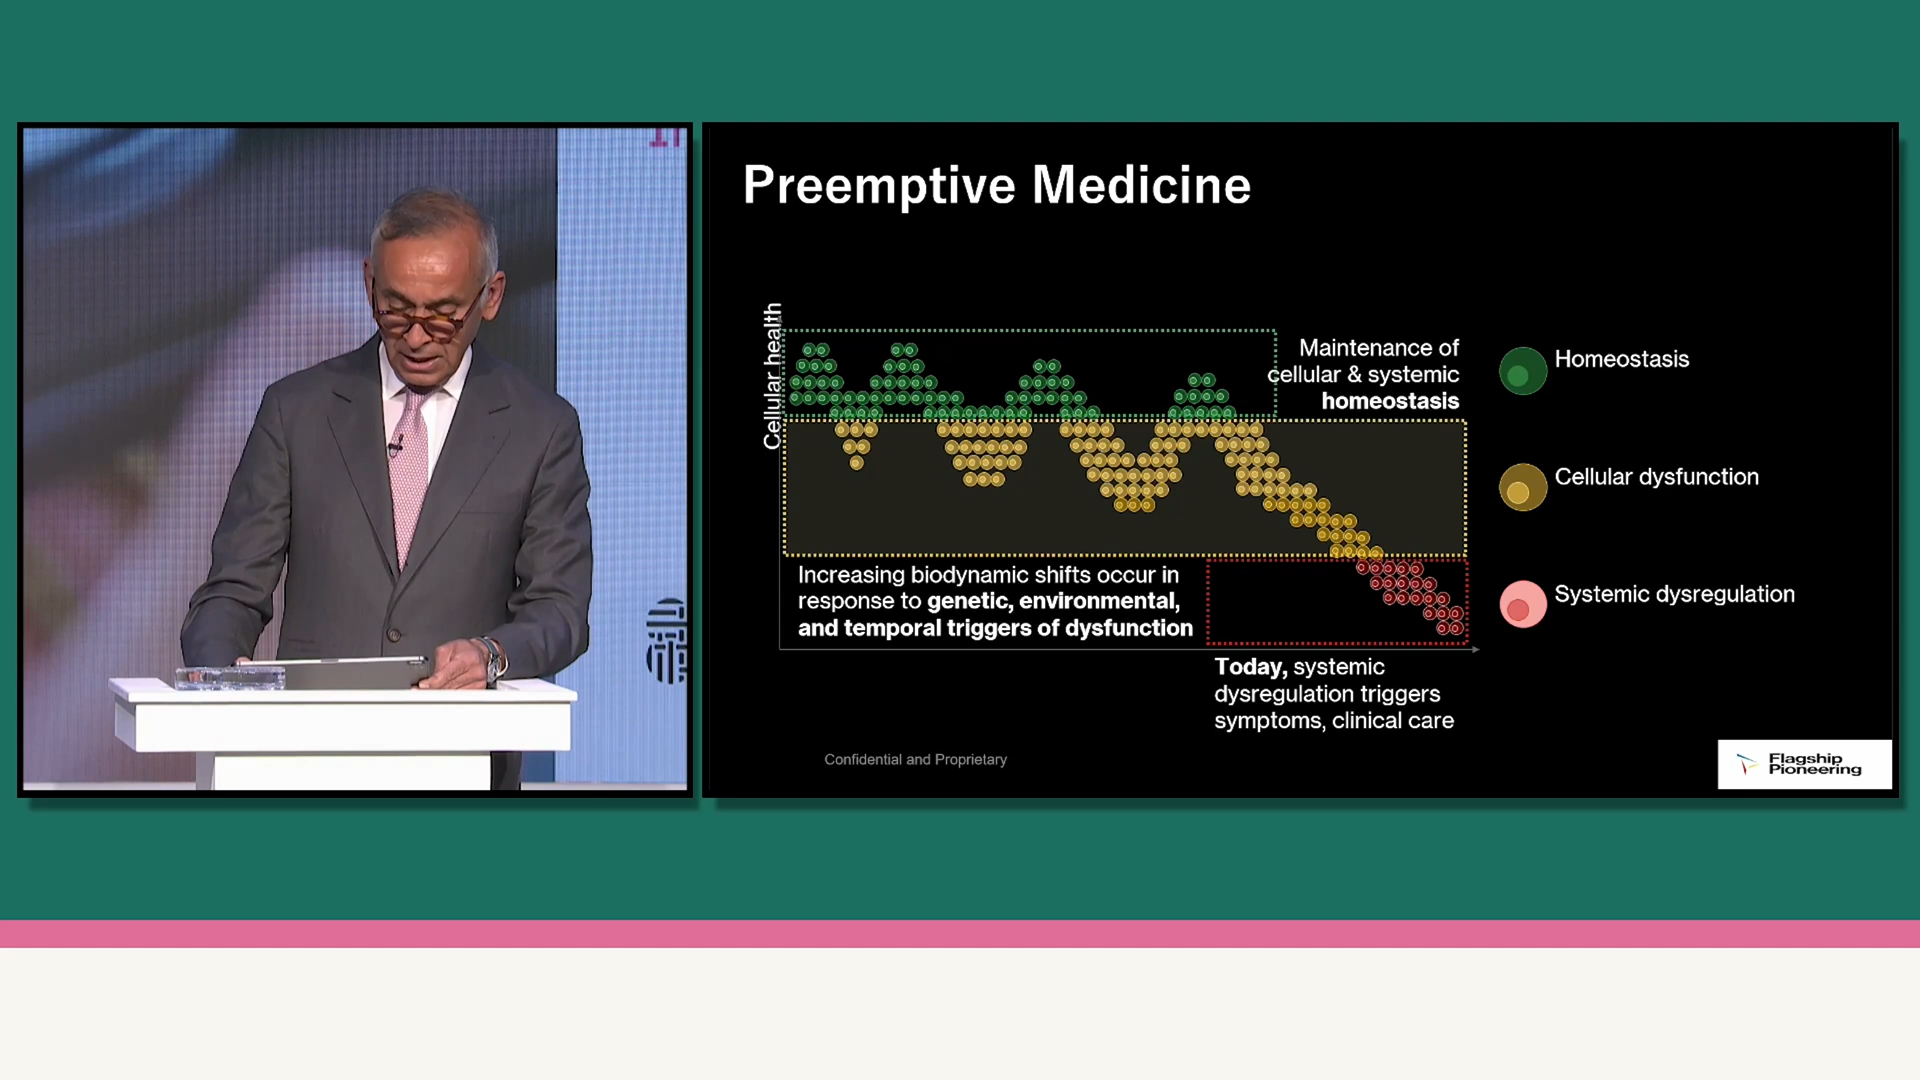 Preemptive Medicine
Cellular health
Maintenance of
cellular & systemic
homeostasis
Homeostasis
Cellular dysfunction
Systemic dysregulation
Increasing biodynamic shifts occur in
response to genetic, environmental,
and temporal triggers of dysfunction
Today, systemic
dysregulation triggers
symptoms, clinical care
Confidential and Proprietary
Flagship
Pioneering